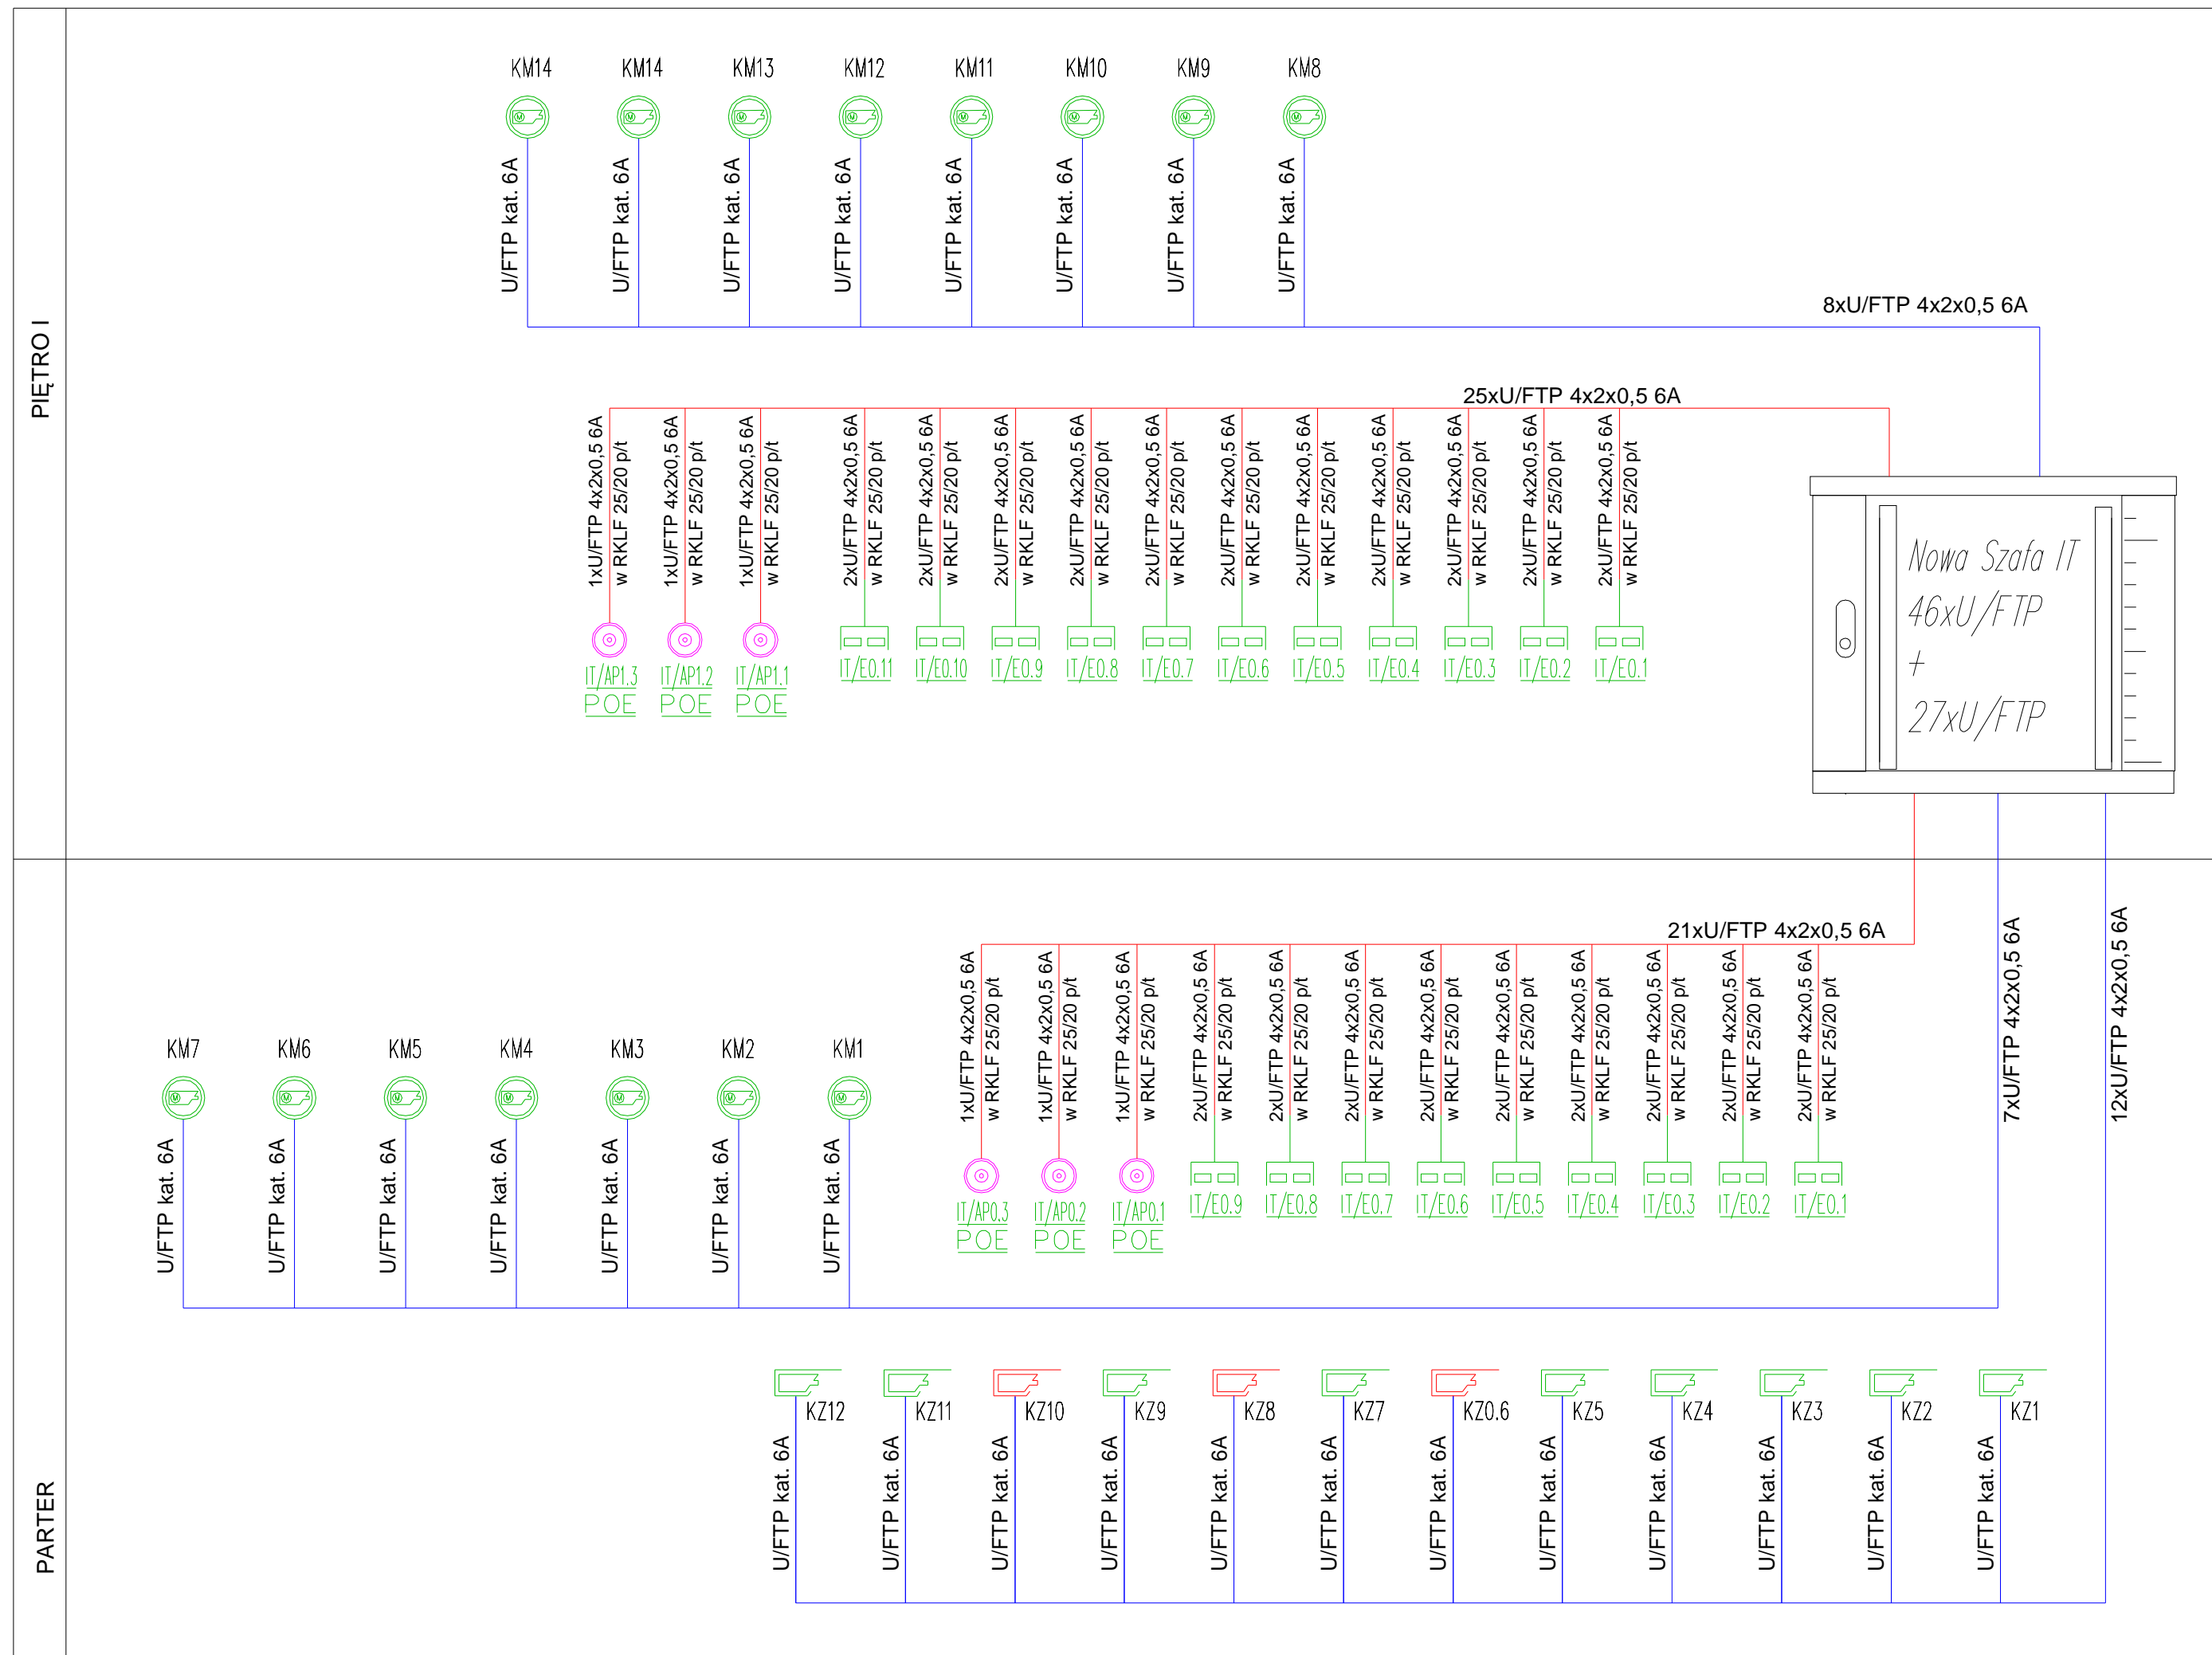 PIĘTRO I
KM14
KM14
KM13
KM12
KM11
KM10
KM9
KM8
U/FTP kat. 6A
U/FTP kat. 6A
U/FTP kat. 6A
U/FTP kat. 6A
U/FTP kat. 6A
U/FTP kat. 6A
U/FTP kat. 6A
U/FTP kat. 6A
8xU/FTP 4x2x0,5 6A
25xU/FTP 4x2x0,5 6A
1xU/FTP 4x2x0,5 6A
w RKLF 25/20 p/t
1xU/FTP 4x2x0,5 6A
w RKLF 25/20 p/t
1xU/FTP 4x2x0,5 6A
w RKLF 25/20 p/t
2xU/FTP 4x2x0,5 6A
w RKLF 25/20 p/t
2xU/FTP 4x2x0,5 6A
w RKLF 25/20 p/t
2xU/FTP 4x2x0,5 6A
w RKLF 25/20 p/t
2xU/FTP 4x2x0,5 6A
w RKLF 25/20 p/t
2xU/FTP 4x2x0,5 6A
w RKLF 25/20 p/t
2xU/FTP 4x2x0,5 6A
w RKLF 25/20 p/t
2xU/FTP 4x2x0,5 6A
w RKLF 25/20 p/t
2xU/FTP 4x2x0,5 6A
w RKLF 25/20 p/t
2xU/FTP 4x2x0,5 6A
w RKLF 25/20 p/t
2xU/FTP 4x2x0,5 6A
w RKLF 25/20 p/t
2xU/FTP 4x2x0,5 6A
w RKLF 25/20 p/t
IT/AP1.3
POE
IT/AP1.2
POE
IT/AP1.1
POE
IT/E0.11
IT/E0.10
IT/E0.9
IT/E0.8
IT/E0.7
IT/E0.6
IT/E0.5
IT/E0.4
IT/E0.3
IT/E0.2
IT/E0.1
Nowa Szafa IT
46xU/FTP
+
27xU/FTP
PARTER
21xU/FTP 4x2x0,5 6A
7xU/FTP 4x2x0,5 6A
12xU/FTP 4x2x0,5 6A
1xU/FTP 4x2x0,5 6A
w RKLF 25/20 p/t
1xU/FTP 4x2x0,5 6A
w RKLF 25/20 p/t
1xU/FTP 4x2x0,5 6A
w RKLF 25/20 p/t
2xU/FTP 4x2x0,5 6A
w RKLF 25/20 p/t
2xU/FTP 4x2x0,5 6A
w RKLF 25/20 p/t
2xU/FTP 4x2x0,5 6A
w RKLF 25/20 p/t
2xU/FTP 4x2x0,5 6A
w RKLF 25/20 p/t
2xU/FTP 4x2x0,5 6A
w RKLF 25/20 p/t
2xU/FTP 4x2x0,5 6A
w RKLF 25/20 p/t
2xU/FTP 4x2x0,5 6A
w RKLF 25/20 p/t
2xU/FTP 4x2x0,5 6A
w RKLF 25/20 p/t
2xU/FTP 4x2x0,5 6A
w RKLF 25/20 p/t
IT/AP0.3
POE
IT/AP0.2
POE
IT/AP0.1
POE
IT/E0.9
IT/E0.8
IT/E0.7
IT/E0.6
IT/E0.5
IT/E0.4
IT/E0.3
IT/E0.2
IT/E0.1
KM7
KM6
KM5
KM4
KM3
KM2
KM1
U/FTP kat. 6A
U/FTP kat. 6A
U/FTP kat. 6A
U/FTP kat. 6A
U/FTP kat. 6A
U/FTP kat. 6A
U/FTP kat. 6A
KZ12
KZ11
KZ10
KZ9
KZ8
KZ7
KZ0.6
KZ5
KZ4
KZ3
KZ2
KZ1
U/FTP kat. 6A
U/FTP kat. 6A
U/FTP kat. 6A
U/FTP kat. 6A
U/FTP kat. 6A
U/FTP kat. 6A
U/FTP kat. 6A
U/FTP kat. 6A
U/FTP kat. 6A
U/FTP kat. 6A
U/FTP kat. 6A
U/FTP kat. 6A